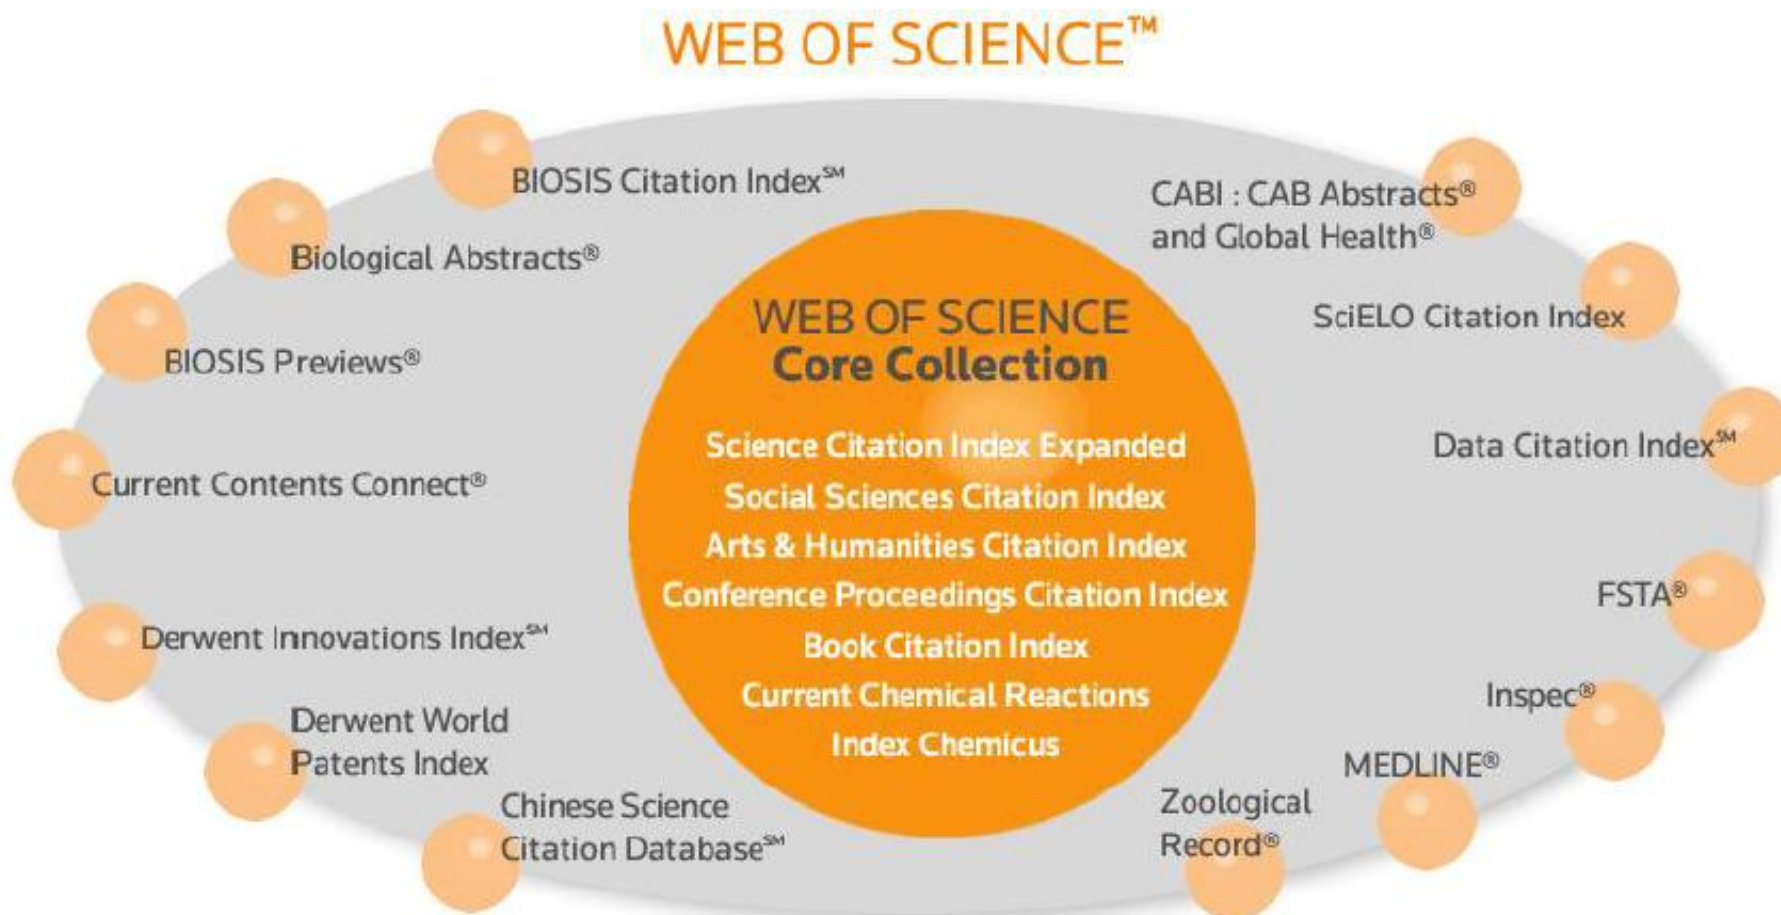 WEB OF SCIENCE™
BIOSIS Citation Index℠
Biological Abstracts®
BIOSIS Previews®
Current Contents Connect®
Derwent Innovations Index℠
Derwent World
Patents Index
Chinese Science
Citation Database℠
WEB OF SCIENCE
Core Collection
Science Citation Index Expanded
Social Sciences Citation Index
Arts & Humanities Citation Index
Conference Proceedings Citation Index
Book Citation Index
Current Chemical Reactions
Index Chemicus
CABI : CAB Abstracts®
and Global Health®
SciELO Citation Index
Data Citation Index℠
FSTA®
Inspec®
MEDLINE®
Zoological
Record®